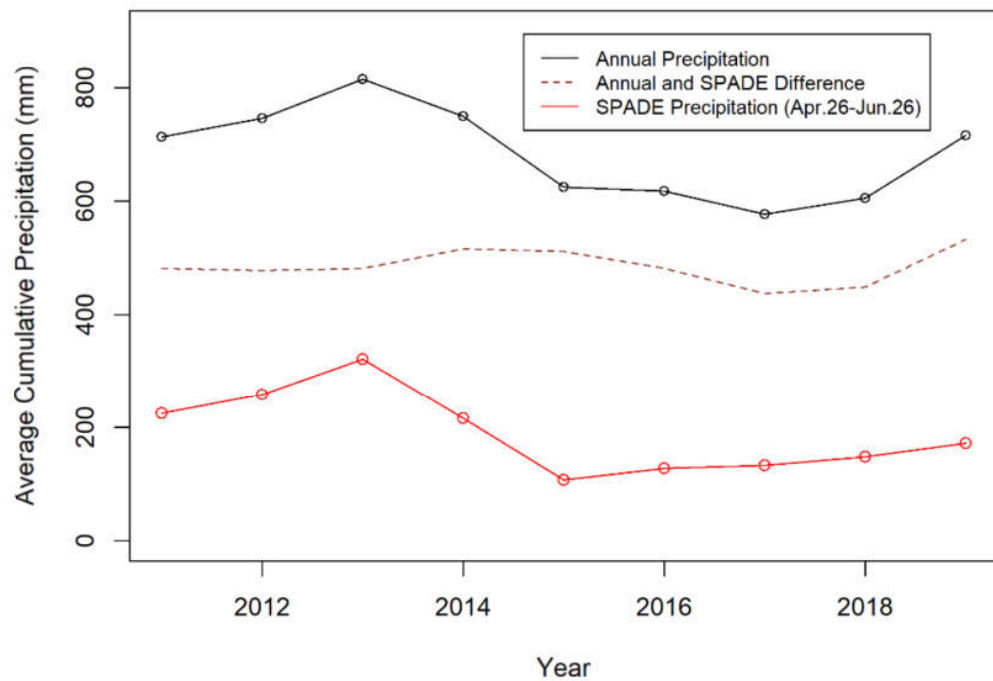 Average Cumulative Precipitation (mm)
800
600
400
200
0
Annual Precipitation
Annual and SPADE Difference
SPADE Precipitation (Apr.26-Jun.26)
2012 2014 2016 2018
Year